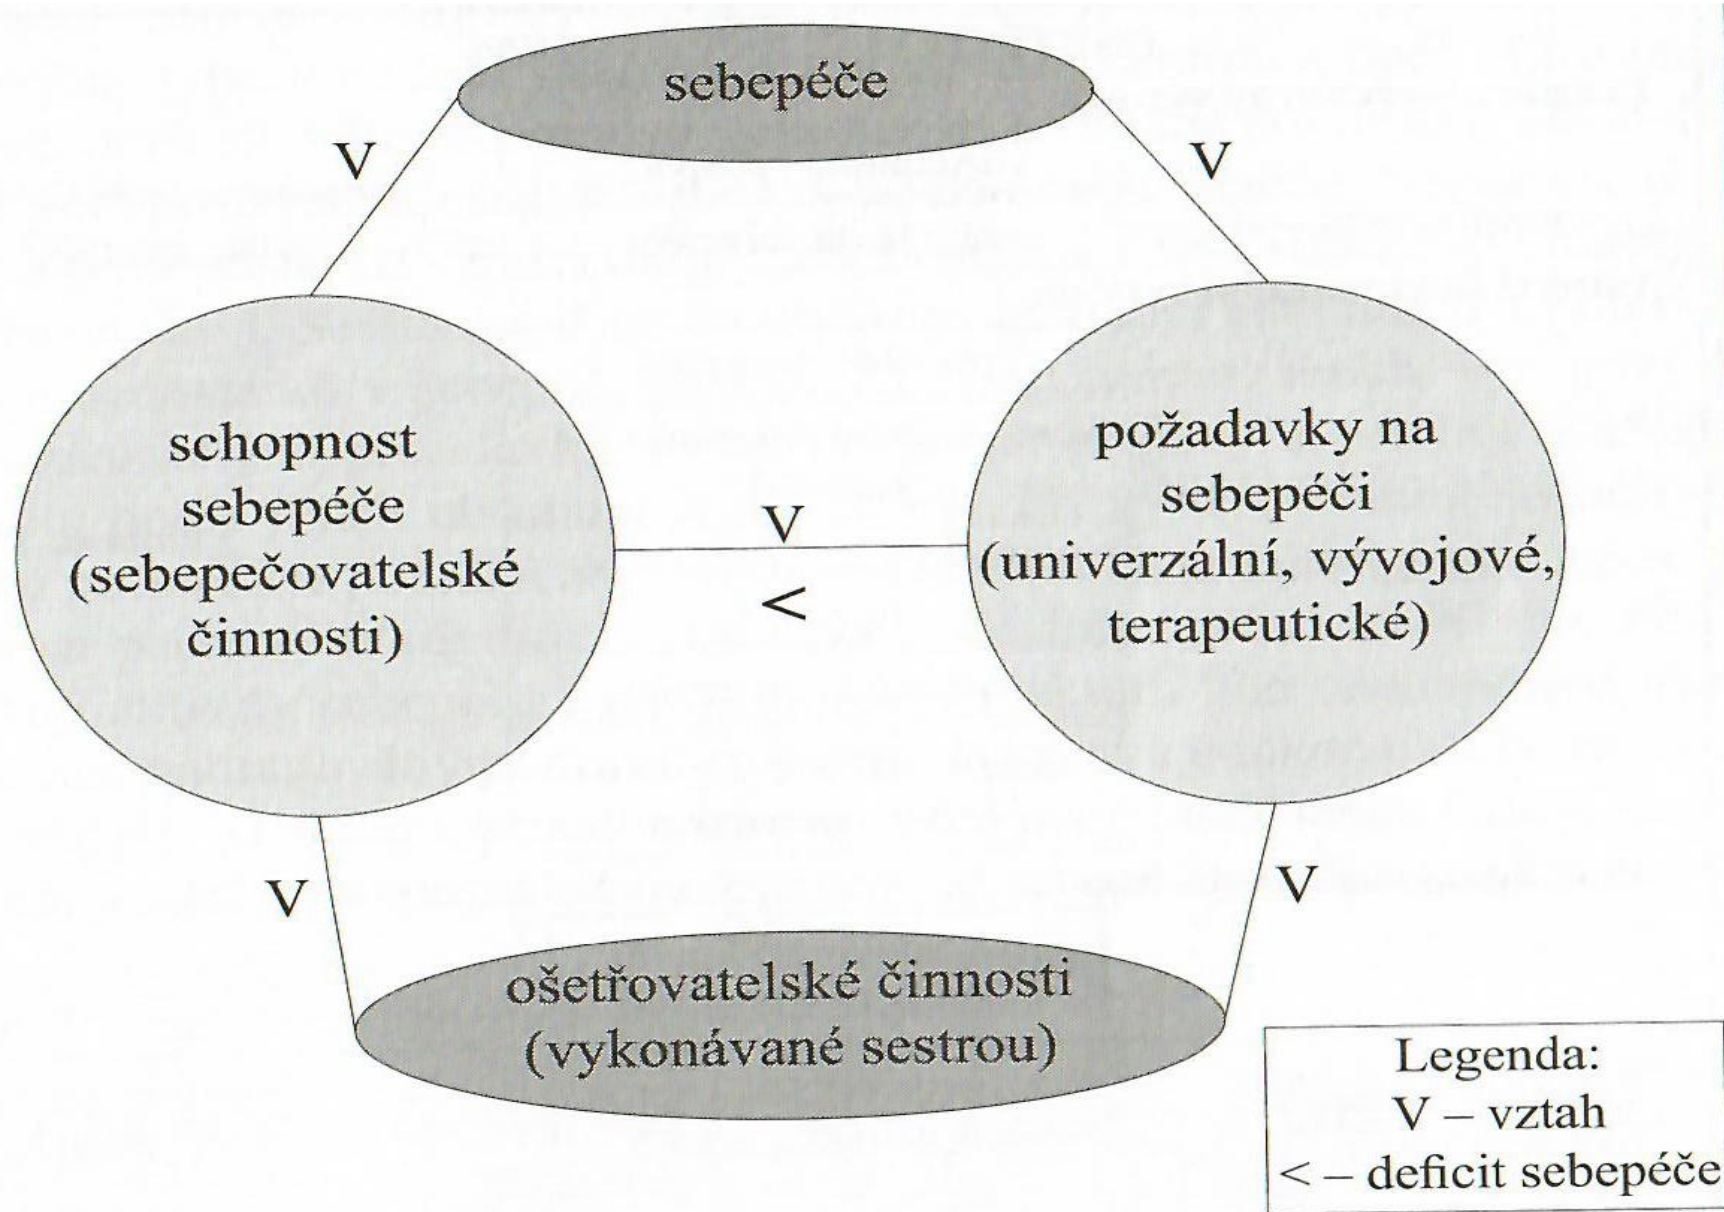 sebepéče
V
V
schopnost
sebepéče
(sebepečovatelské
činnosti)
V
<
požadavky na
sebepéči
(univerzální, vývojové,
terapeutické)
V
V
ošetřovatelské činnosti
(vykonávané sestrou)
Legenda:
V – vztah
< – deficit sebepéče